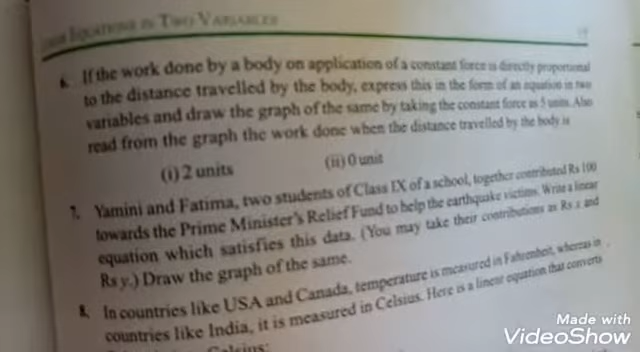 EQUATIONS IN TWO VARIABLES
6. If the work done by a body on application of a constant force is directly proportional
to the distance travelled by the body, express this in the form of an equation in two
variables and draw the graph of the same by taking the constant force as 5 units. Also
read from the graph the work done when the distance travelled by the body is
(i) 2 units (ii) 0 unit
7. Yamini and Fatima, two students of Class IX of a school, together contributed Rs 100
towards the Prime Minister's Relief Fund to help the earthquake victims. Write a linear
equation which satisfies this data. (You may take their contributions as Rs x and
Rs y.) Draw the graph of the same.
8. In countries like USA and Canada, temperature is measured in Fahrenheit, whereas in
countries like India, it is measured in Celsius. Here is a linear equation that converts
Celsius:
Made with
VideoShow